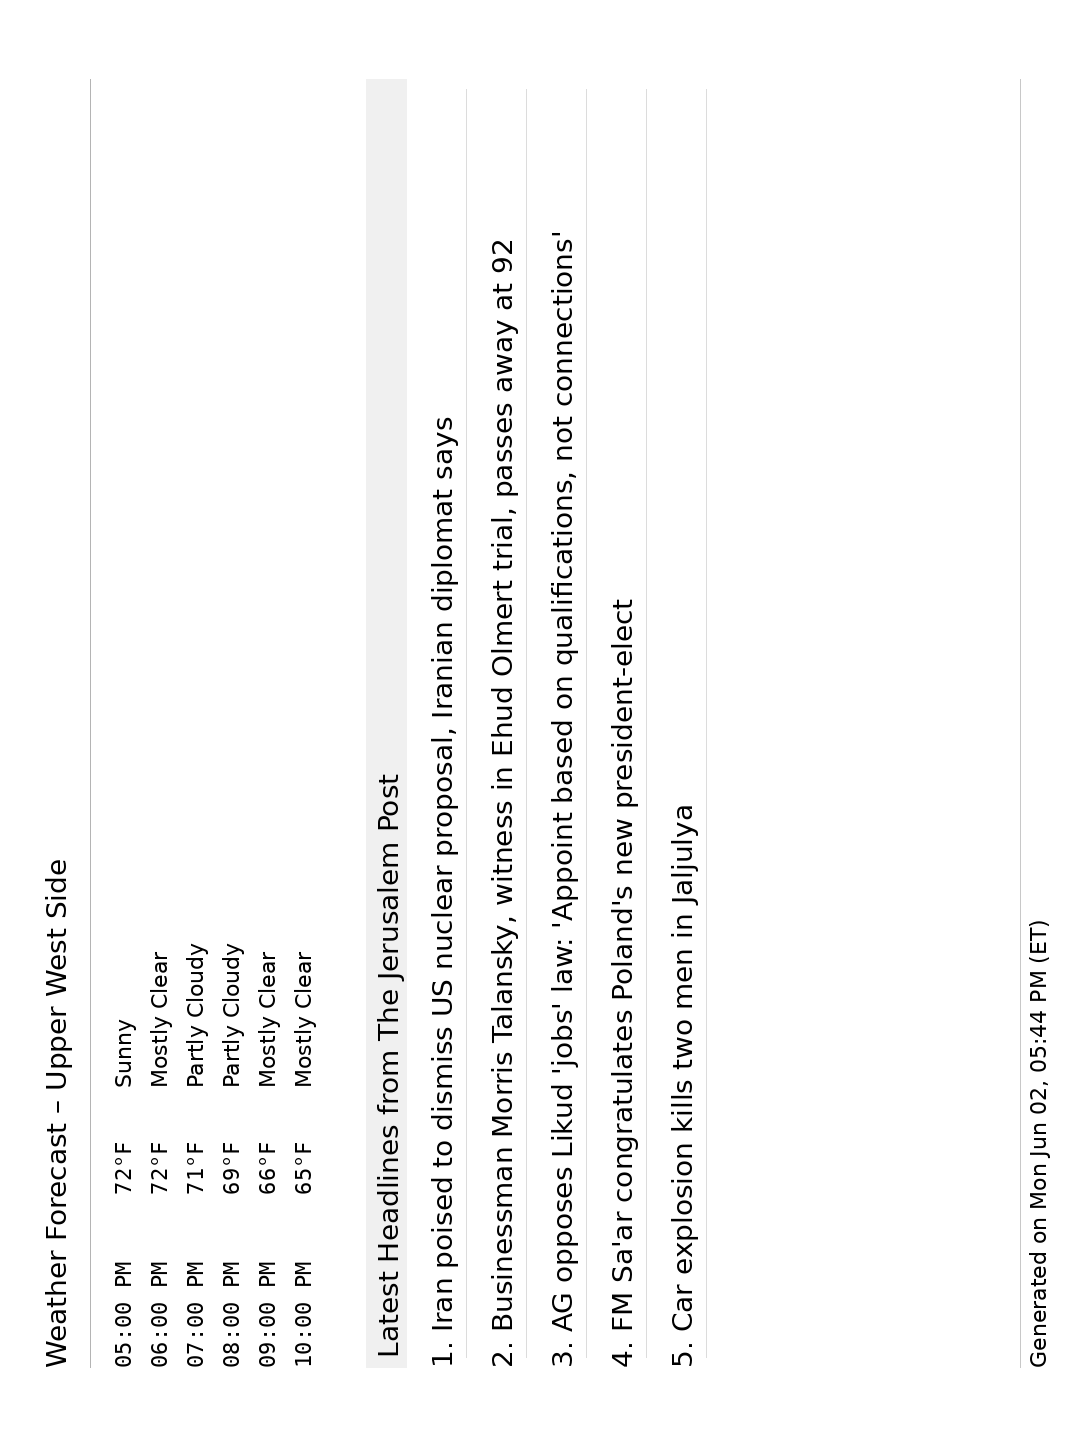 Weather Forecast – Upper West Side
05:00 PM 72°F Sunny
06:00 PM 72°F Mostly Clear
07:00 PM 71°F Partly Cloudy
08:00 PM 69°F Partly Cloudy
09:00 PM 66°F Mostly Clear
10:00 PM 65°F Mostly Clear
Latest Headlines from The Jerusalem Post
1. Iran poised to dismiss US nuclear proposal, Iranian diplomat says
2. Businessman Morris Talansky, witness in Ehud Olmert trial, passes away at 92
3. AG opposes Likud 'jobs' law: 'Appoint based on qualifications, not connections'
4. FM Sa'ar congratulates Poland's new president-elect
5. Car explosion kills two men in Jaljulya
Generated on Mon Jun 02, 05:44 PM (ET)